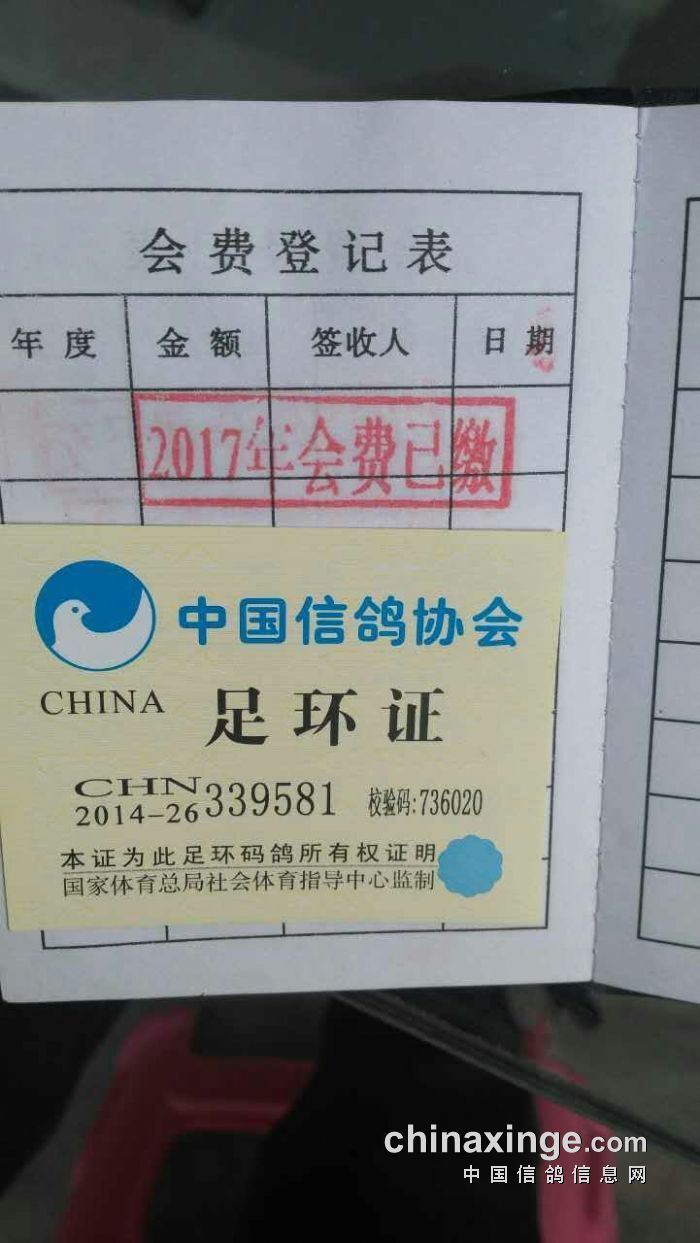 会费登记表
年度 金额 签收人 日期
2017年会费已缴
中国信鸽协会
CHINA 足环证
CHN
2014-26 339581 校验码:736020
本证为此足环码鸽所有权证明
国家体育总局社会体育指导中心监制
chinaxinge.com
中国信鸽信息网